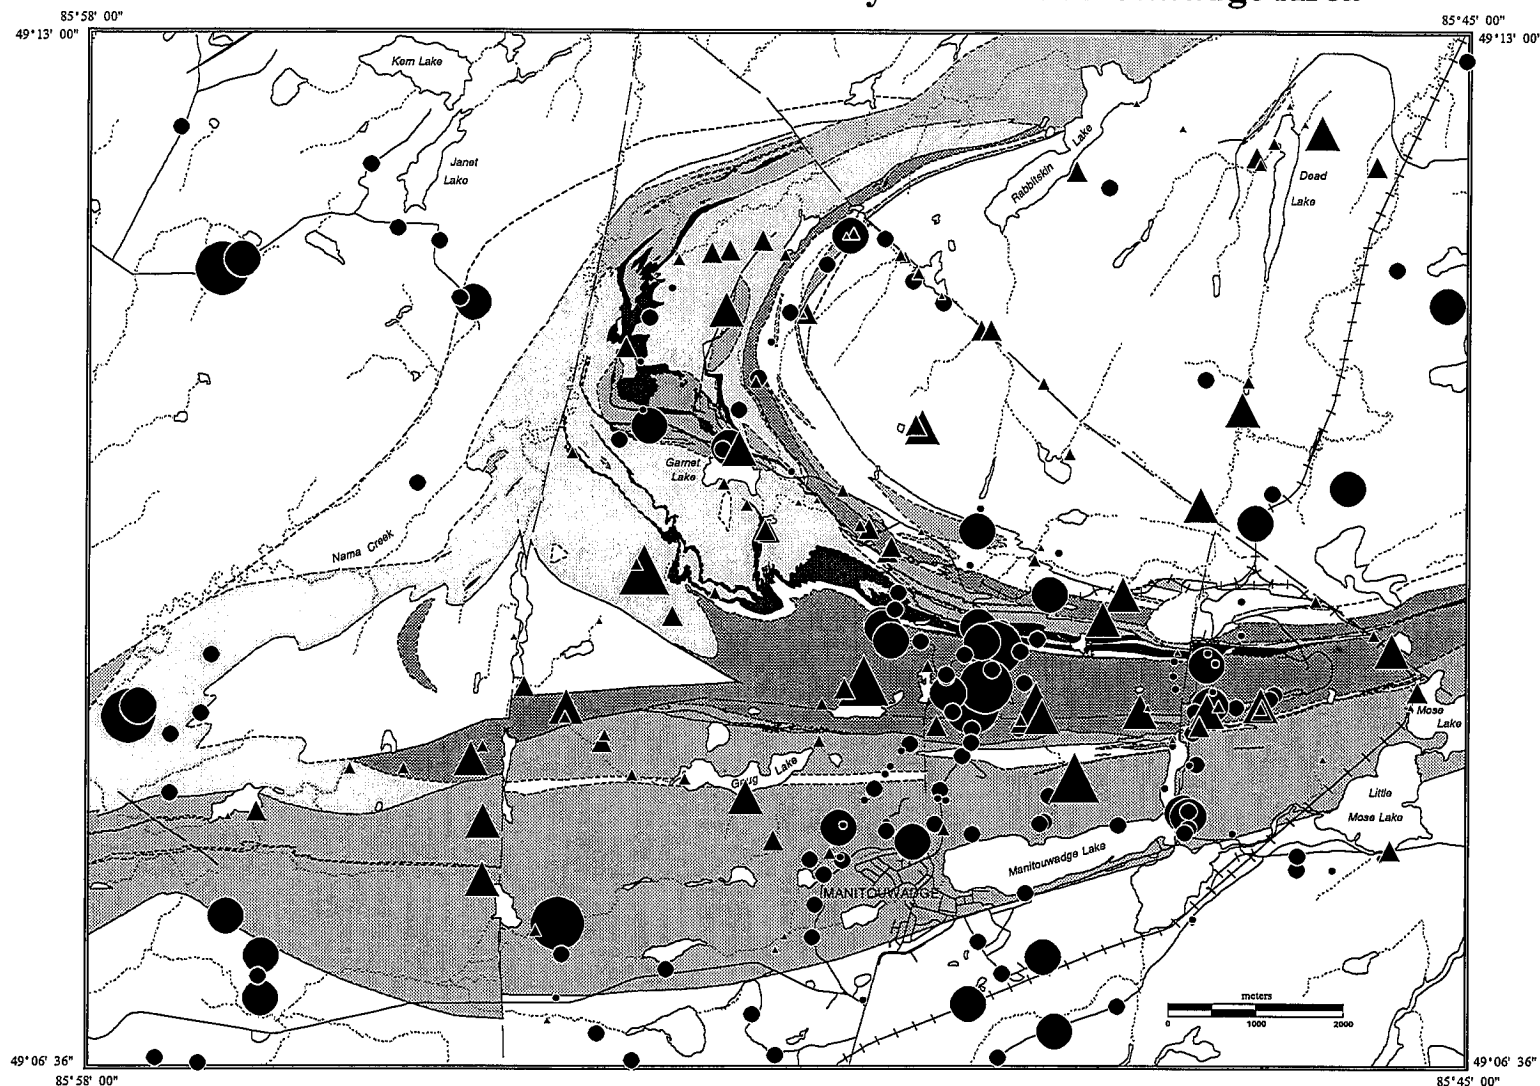 85°58' 00"
85°45' 00"
49°13' 00"
49°13' 00"
Kern Lake
Janet
Lake
Rabbitskin Lake
Dead
Lake
Garnet
Lake
Nama Creek
Mose
Lake
Goug Lake
Little
Mose Lake
Manitouwadge Lake
MANITOUWADGE
meters
0 1000 2000
49°06' 36"
49°06' 36"
85°58' 00"
85°45' 00"